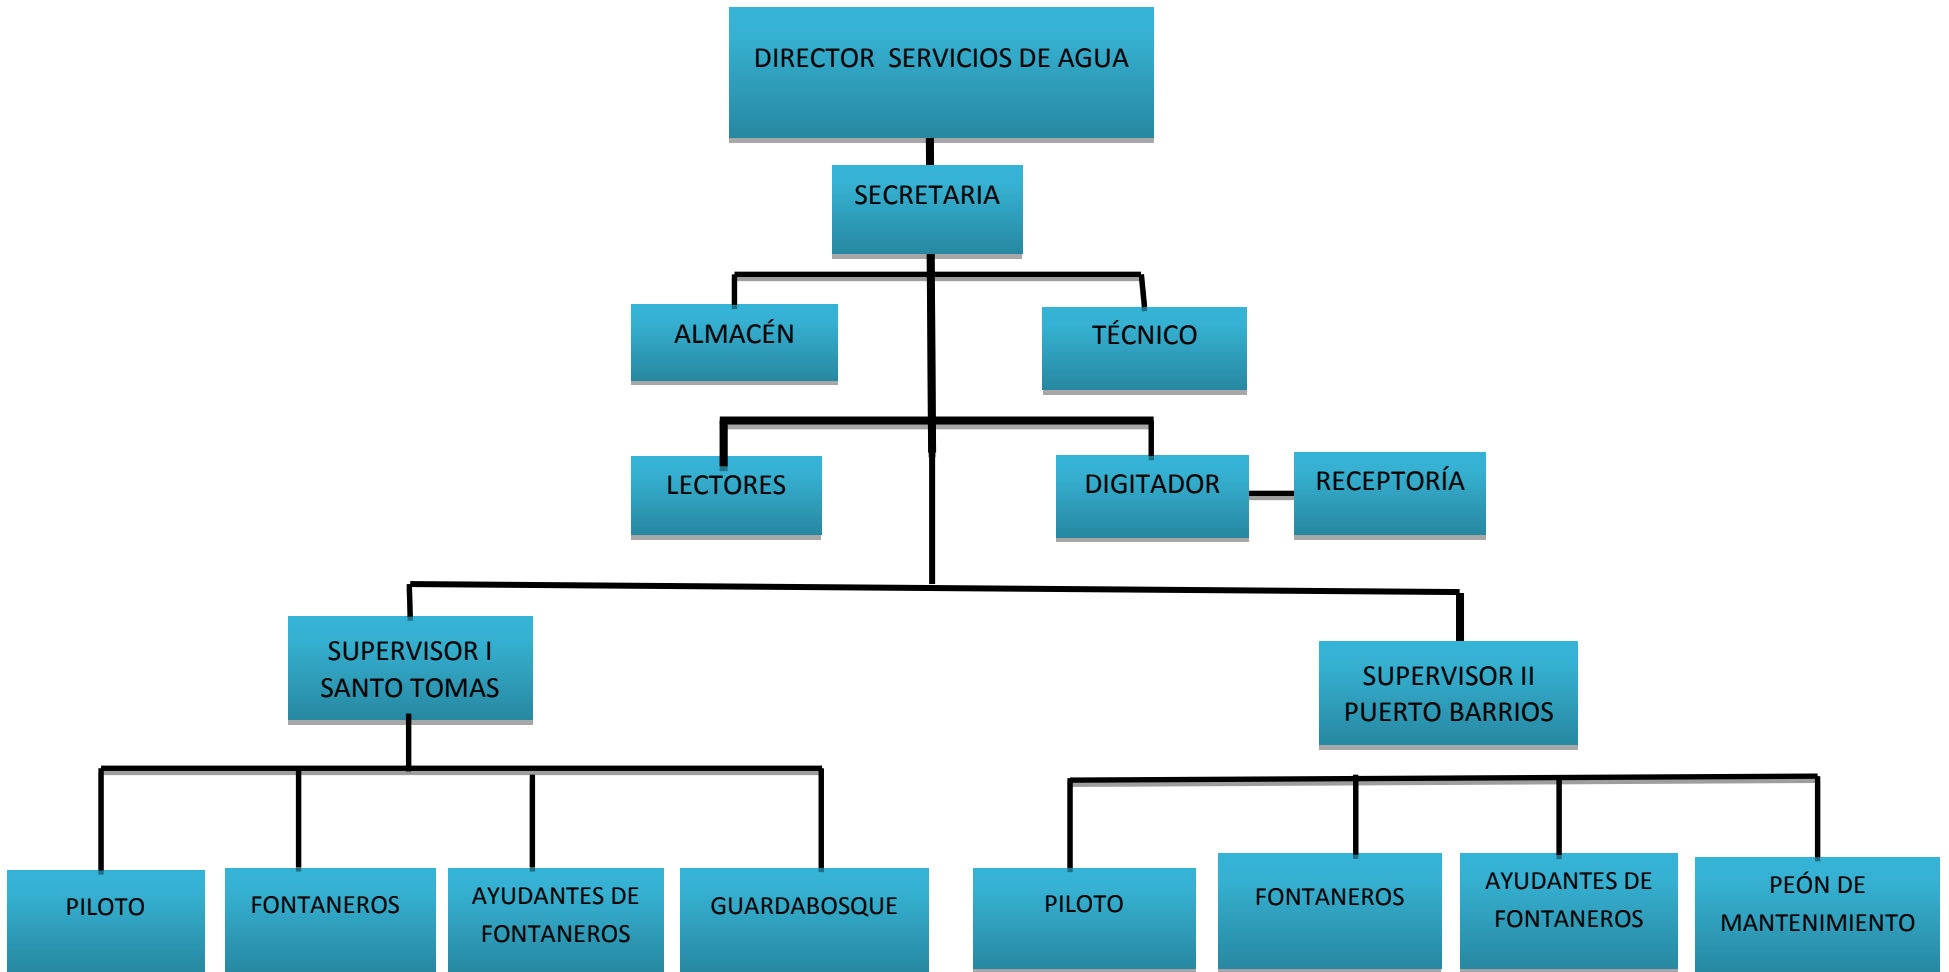 DIRECTOR  SERVICIOS DE AGUA
SECRETARIA
ALMACÉN
TÉCNICO
LECTORES
DIGITADOR
RECEPTORÍA
SUPERVISOR I
SANTO TOMAS
SUPERVISOR II
PUERTO BARRIOS
PILOTO
FONTANEROS
AYUDANTES DE
FONTANEROS
GUARDABOSQUE
PILOTO
FONTANEROS
AYUDANTES DE
FONTANEROS
PEÓN DE
MANTENIMIENTO